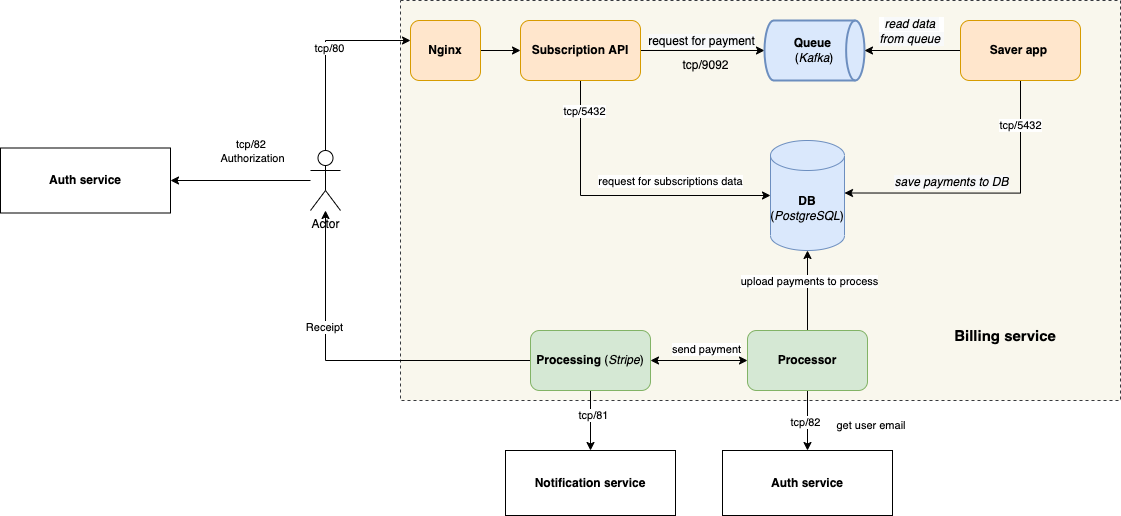 tcp/80
Nginx
Subscription API
request for payment
tcp/9092
Queue
(Kafka)
read data
from queue
Saver app
tcp/5432
tcp/5432
tcp/82
Authorization
Auth service
Actor
request for subscriptions data
DB
(PostgreSQL)
save payments to DB
upload payments to process
Receipt
Processing (Stripe)
send payment
Processor
Billing service
tcp/81
tcp/82
get user email
Notification service
Auth service